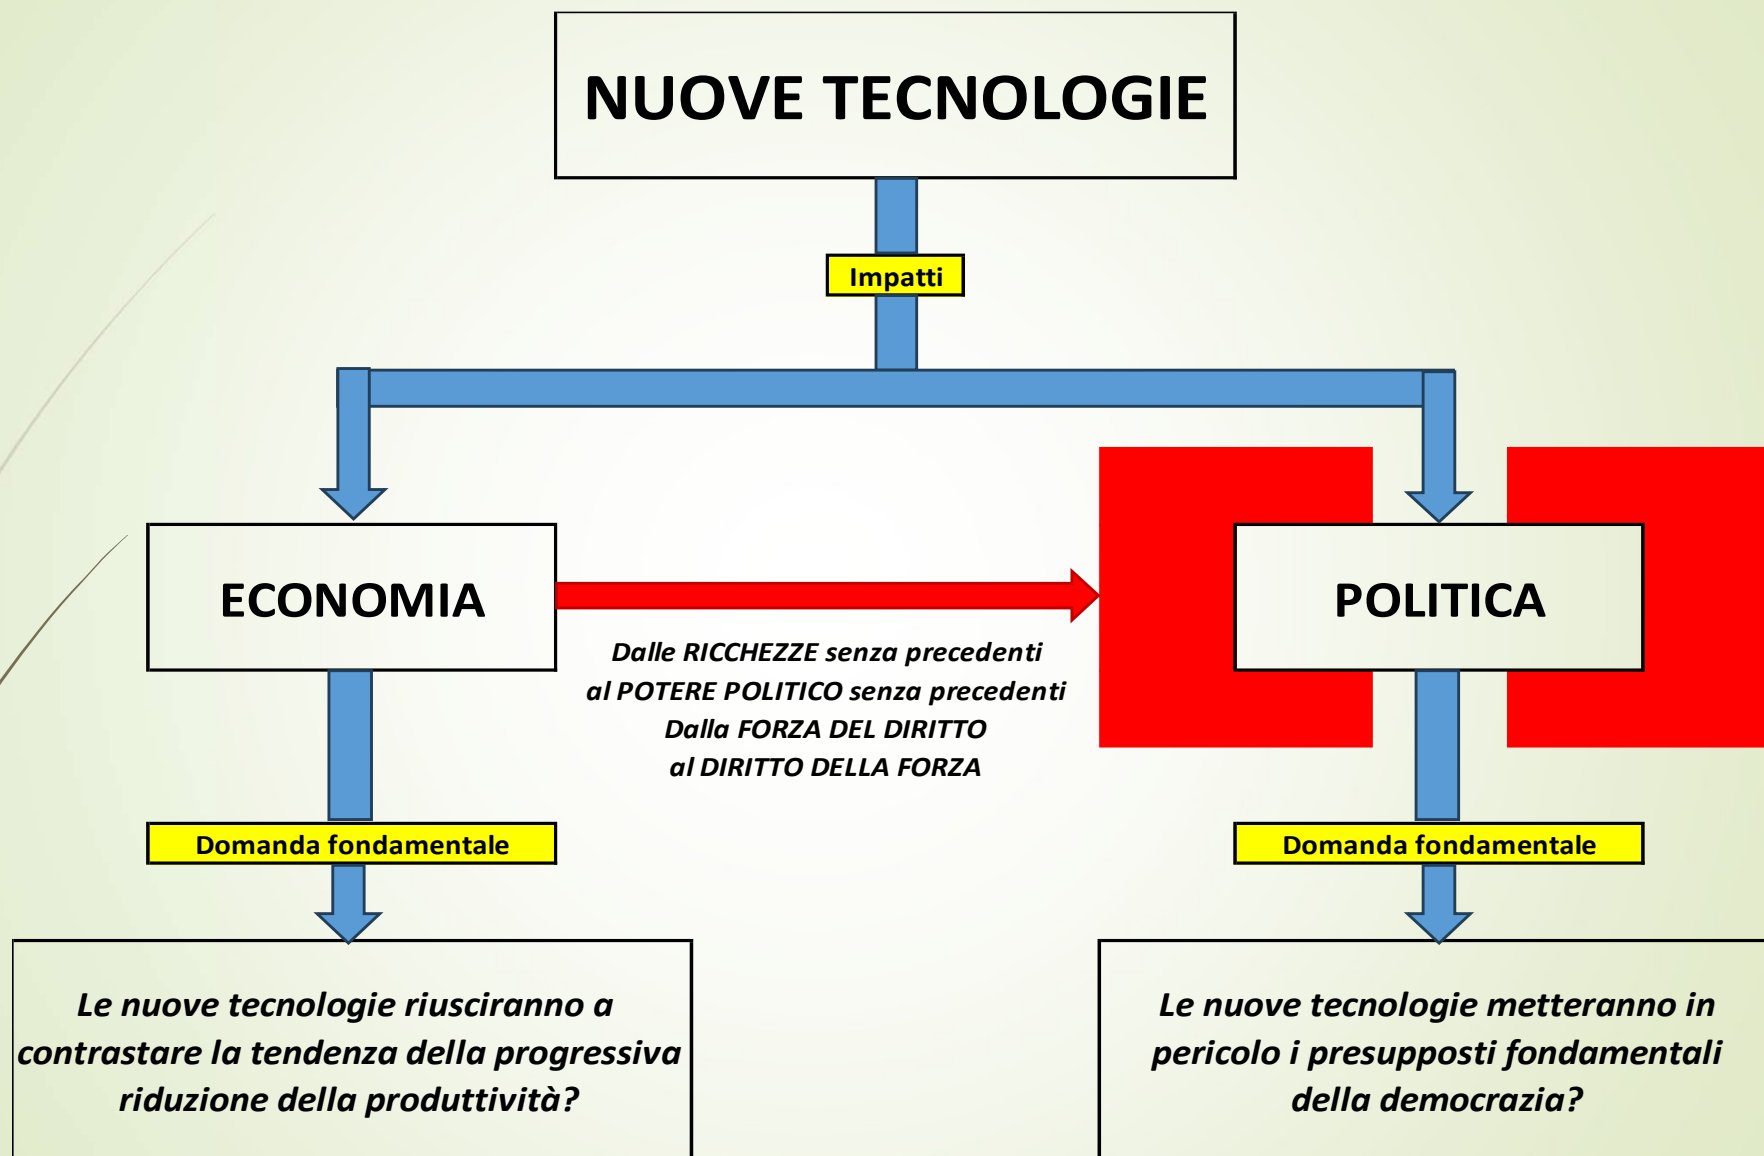 NUOVE TECNOLOGIE
Impatti
ECONOMIA
POLITICA
Dalle RICCHEZZE senza precedenti
al POTERE POLITICO senza precedenti
Dalla FORZA DEL DIRITTO
al DIRITTO DELLA FORZA
Domanda fondamentale
Domanda fondamentale
Le nuove tecnologie riusciranno a
contrastare la tendenza della progressiva
riduzione della produttività?
Le nuove tecnologie metteranno in
pericolo i presupposti fondamentali
della democrazia?